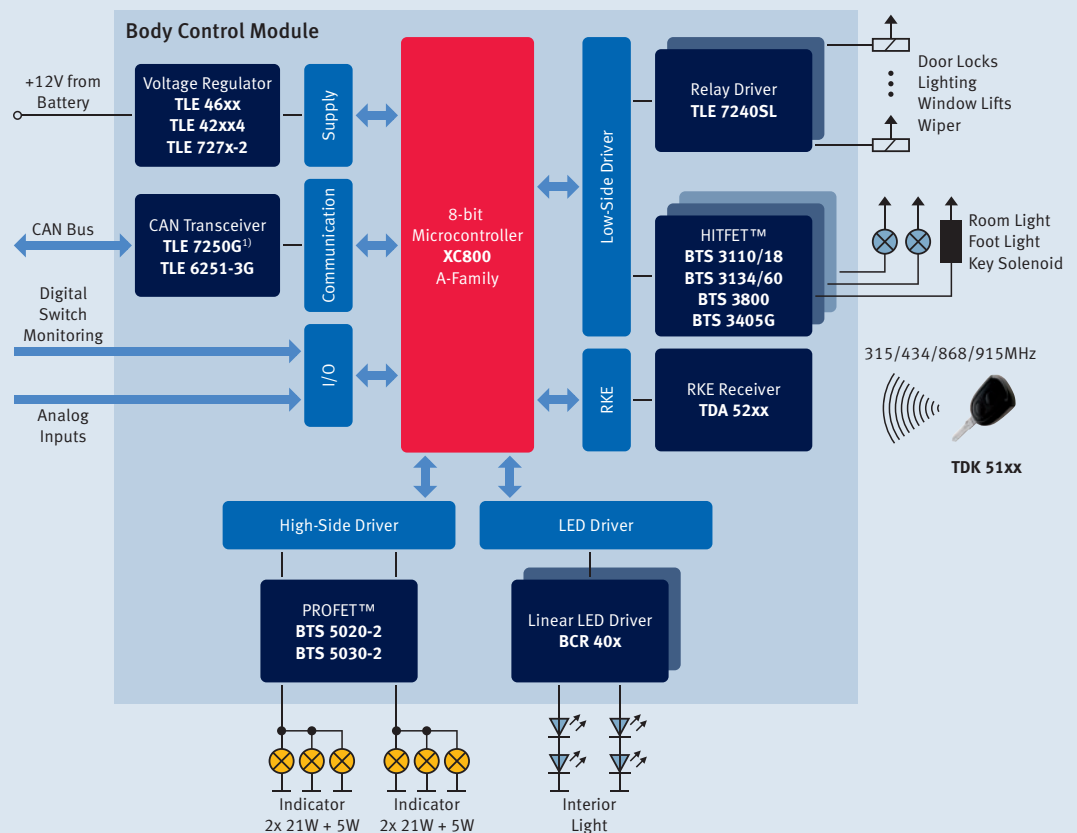 Body Control Module
+12V from
Battery
Voltage Regulator
TLE 46xx
TLE 42xx4
TLE 727x-2
Supply
CAN Bus
CAN Transceiver
TLE 7250G1)
TLE 6251-3G
Communication
Digital
Switch
Monitoring
Analog
Inputs
I/O
8-bit
Microcontroller
XC800
A-Family
Low-Side Driver
Relay Driver
TLE 7240SL
Door Locks
Lighting
Window Lifts
Wiper
HITFET™
BTS 3110/18
BTS 3134/60
BTS 3800
BTS 3405G
Room Light
Foot Light
Key Solenoid
RKE
RKE Receiver
TDA 52xx
315/434/868/915MHz
TDK 51xx
High-Side Driver
LED Driver
PROFET™
BTS 5020-2
BTS 5030-2
Linear LED Driver
BCR 40x
Indicator
2x 21W + 5W
Indicator
2x 21W + 5W
Interior
Light